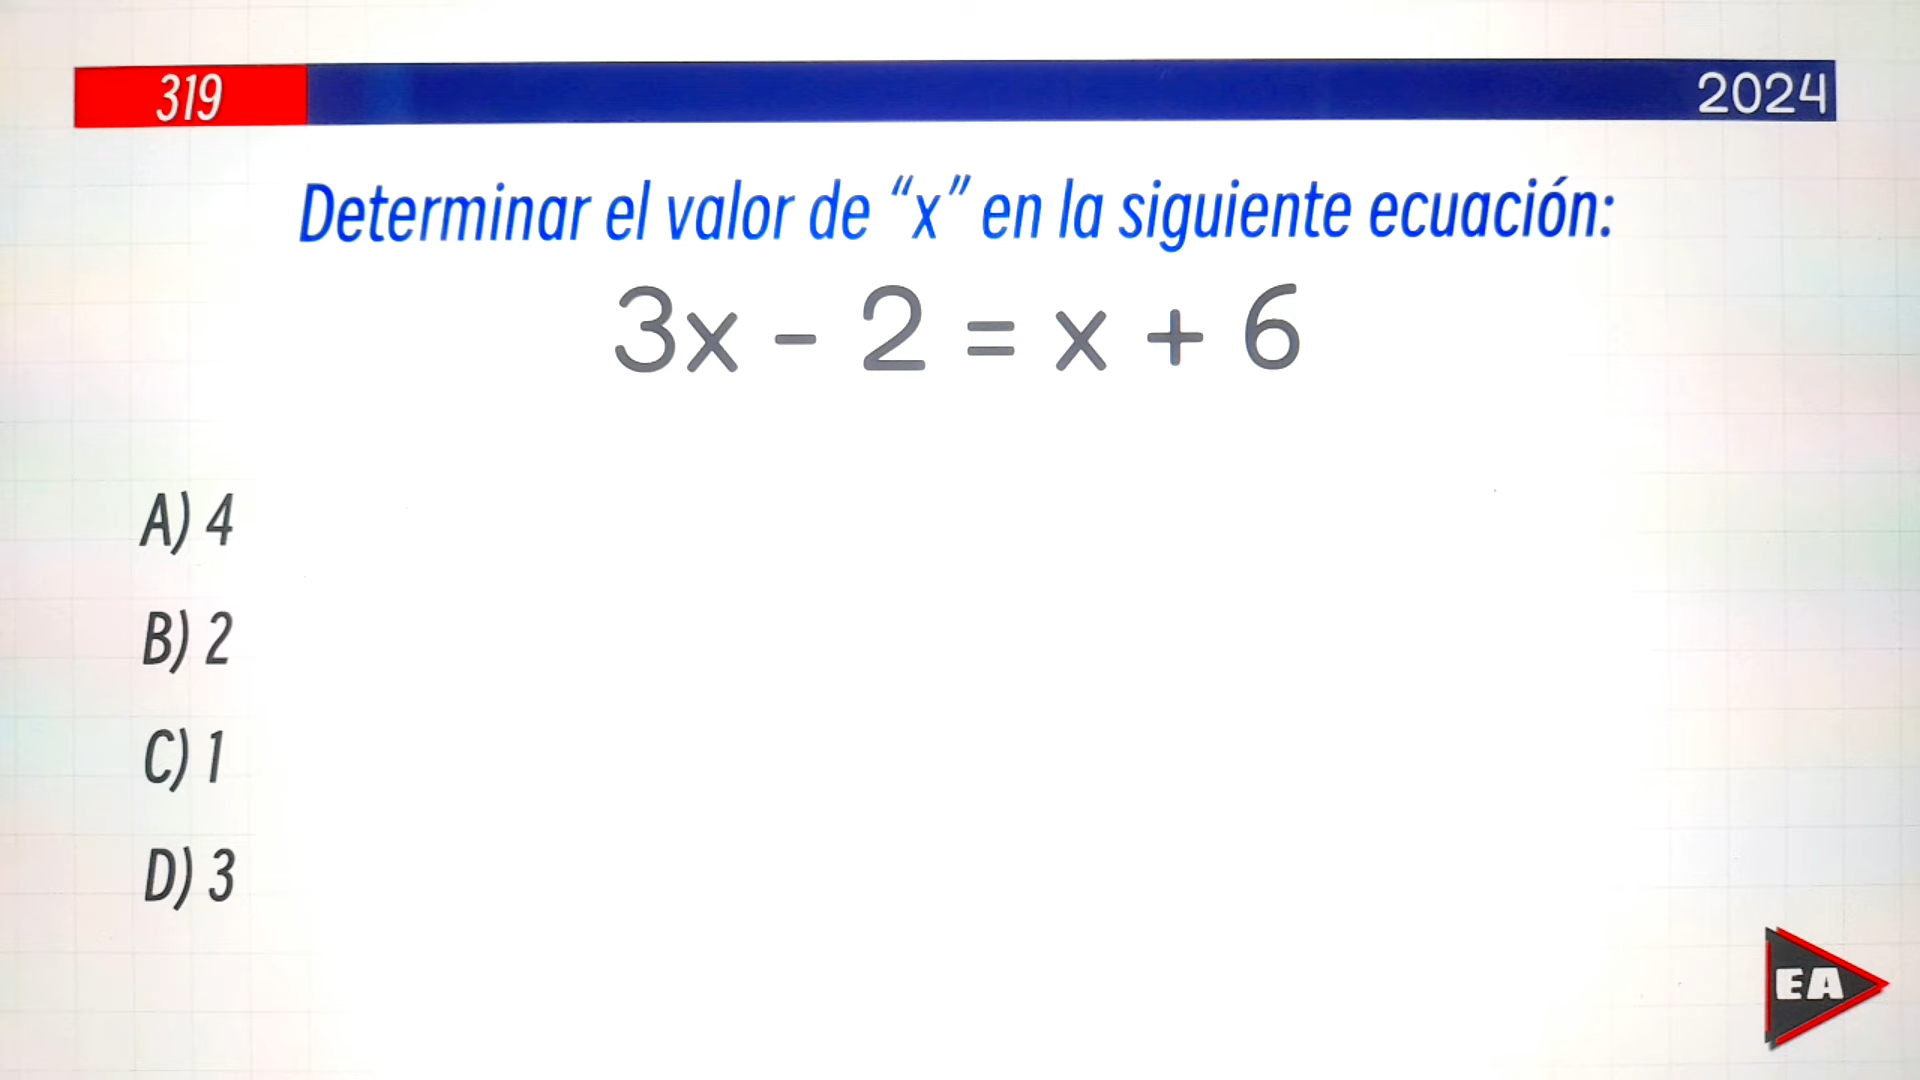 319
2024
Determinar el valor de “x” en la siguiente ecuación:
3x - 2 = x + 6
A) 4
B) 2
C) 1
D) 3
EA